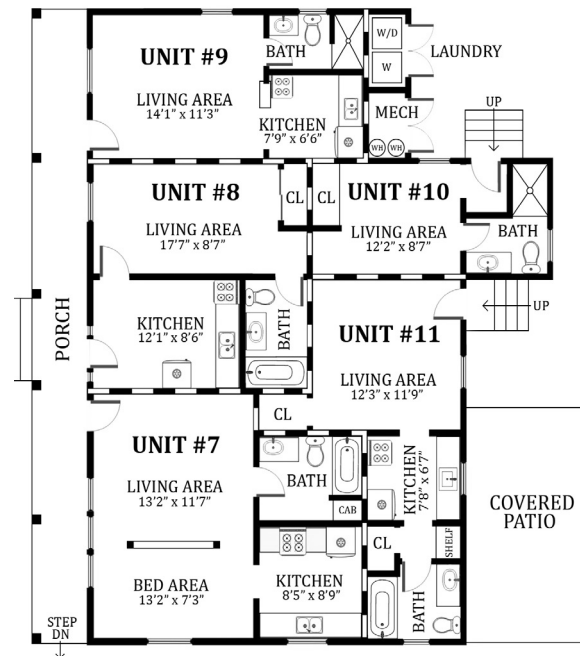 UNIT #9
LIVING AREA
14'1" x 11'3"
BATH
W/D
W
LAUNDRY
KITCHEN
7'9" x 6'6"
MECH
WH
WH
UP
UNIT #8
LIVING AREA
17'7" x 8'7"
CL
CL
UNIT #10
LIVING AREA
12'2" x 8'7"
BATH
PORCH
KITCHEN
12'1" x 8'6"
BATH
UP
UNIT #11
LIVING AREA
12'3" x 11'9"
CL
UNIT #7
LIVING AREA
13'2" x 11'7"
BATH
CAB
KITCHEN
7'8" x 6'7"
COVERED
PATIO
BED AREA
13'2" x 7'3"
KITCHEN
8'5" x 8'9"
CL
SHELF
BATH
STEP
DN